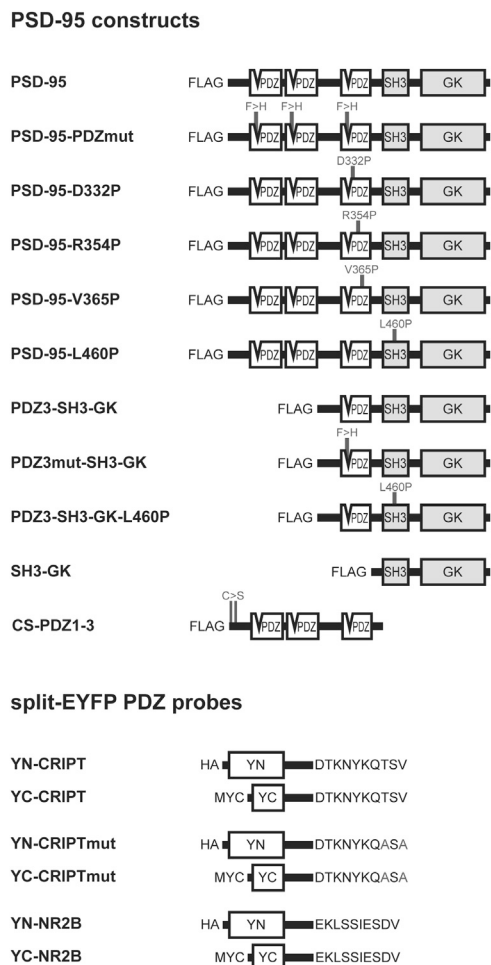 PSD-95 constructs
PSD-95 FLAG PDZ PDZ PDZ SH3 GK
F>H F>H F>H
PSD-95-PDZmut FLAG PDZ PDZ PDZ SH3 GK
D332P
PSD-95-D332P FLAG PDZ PDZ PDZ SH3 GK
R354P
PSD-95-R354P FLAG PDZ PDZ PDZ SH3 GK
V365P
PSD-95-V365P FLAG PDZ PDZ PDZ SH3 GK
L460P
PSD-95-L460P FLAG PDZ PDZ PDZ SH3 GK
PDZ3-SH3-GK FLAG PDZ SH3 GK
F>H
PDZ3mut-SH3-GK FLAG PDZ SH3 GK
L460P
PDZ3-SH3-GK-L460P FLAG PDZ SH3 GK
SH3-GK FLAG SH3 GK
C>S
CS-PDZ1-3 FLAG PDZ PDZ PDZ
split-EYFP PDZ probes
YN-CRIPT HA YN DTKNYKQTSV
YC-CRIPT MYC YC DTKNYKQTSV
YN-CRIPTmut HA YN DTKNYKQASA
YC-CRIPTmut MYC YC DTKNYKQASA
YN-NR2B HA YN EKLSSIESDV
YC-NR2B MYC YC EKLSSIESDV